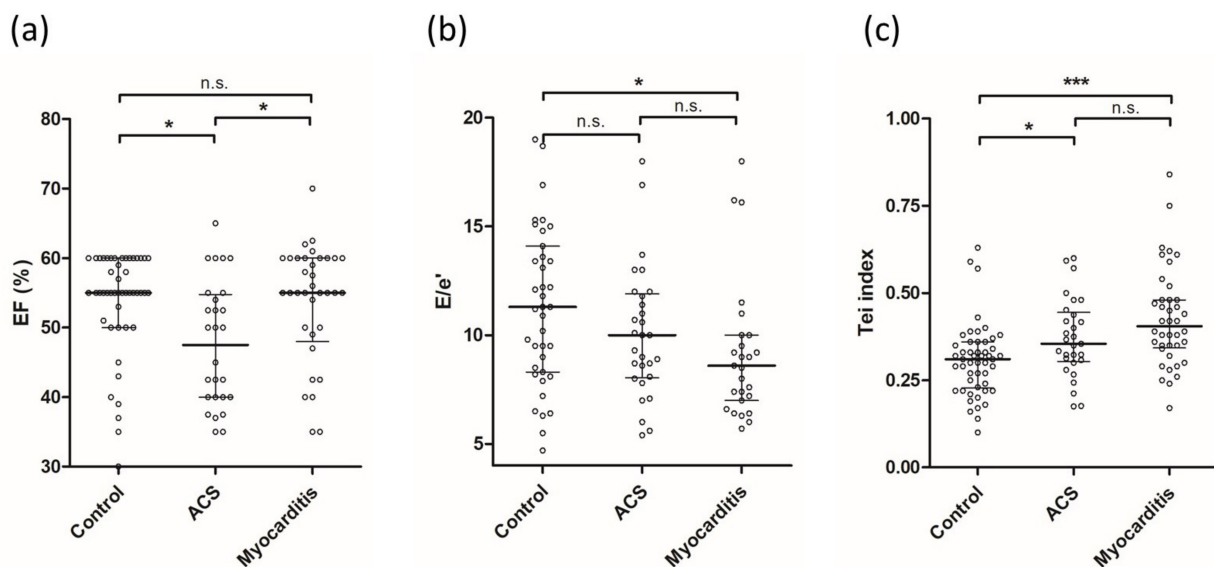 (a)
n.s.
*
*
80
70
60
50
40
30
EF (%)
Control
ACS
Myocarditis
(b)
*
n.s.
n.s.
20
15
10
5
E/e'
Control
ACS
Myocarditis
(c)
***
n.s.
*
1.00
0.75
0.50
0.25
0.00
Tei index
Control
ACS
Myocarditis